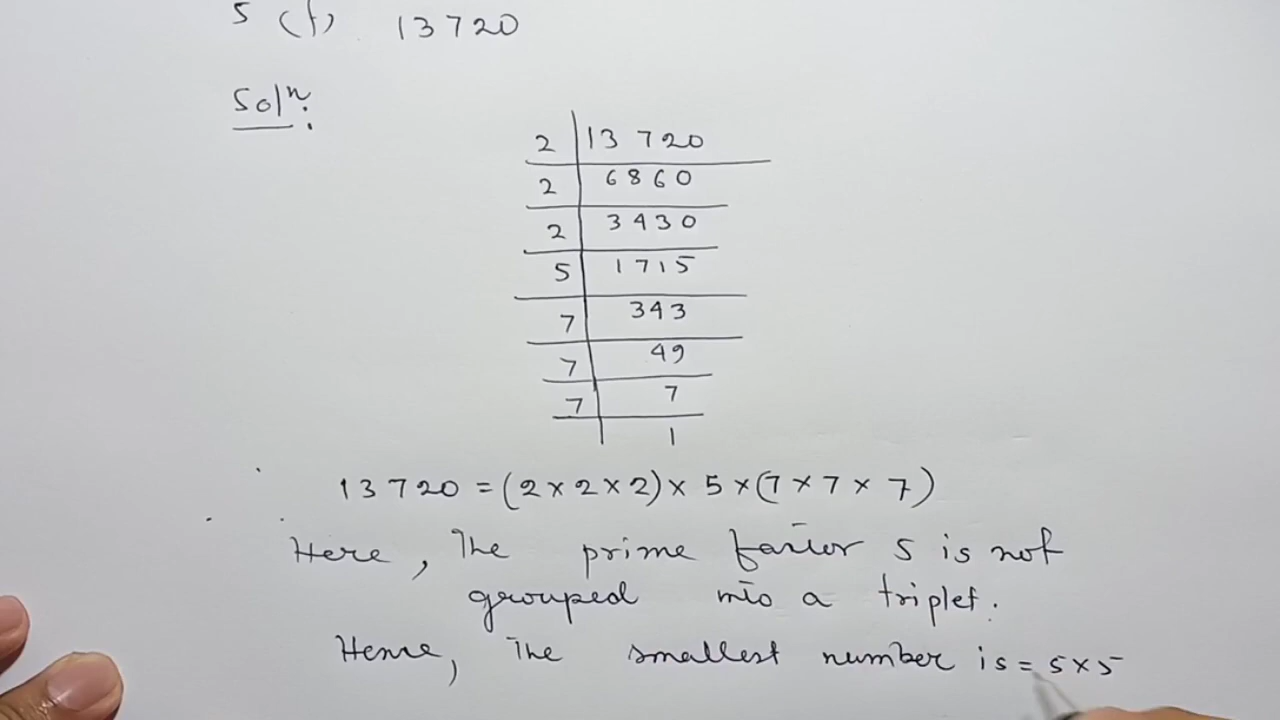 5 (f) 13720
Solⁿ:
2 | 13 720
2 | 6860
2 | 3430
5 | 1715
7 | 343
7 | 49
7 | 7
1
13720 = (2 × 2 × 2) × 5 × (7 × 7 × 7)
Here, The prime factor 5 is not
grouped into a triplet.
Hence, The smallest number is = 5×5